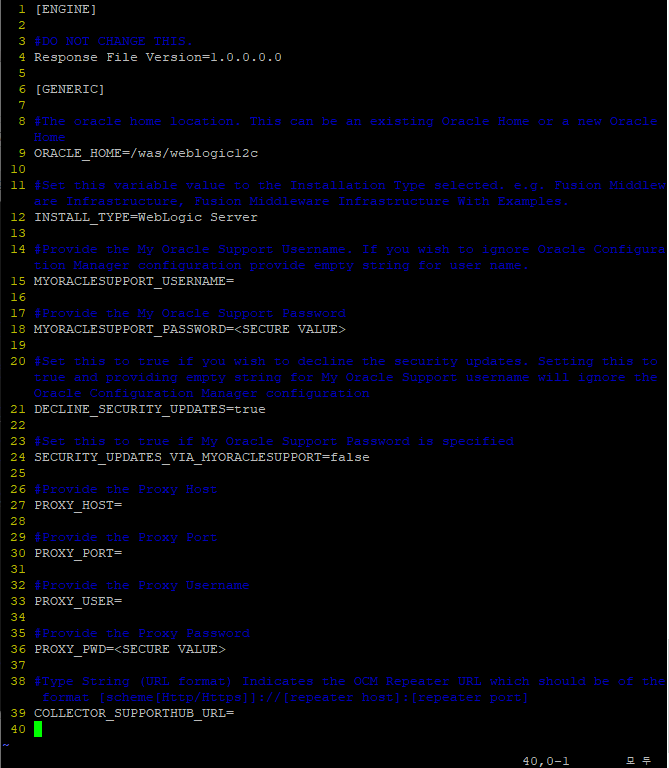 1 [ENGINE]
2
3 #DO NOT CHANGE THIS.
4 Response File Version=1.0.0.0.0
5
6 [GENERIC]
7
8 #The oracle home location. This can be an existing Oracle Home or a new Oracle
Home
9 ORACLE_HOME=/was/weblogic12c
10
11 #Set this variable value to the Installation Type selected. e.g. Fusion Middlew
are Infrastructure, Fusion Middleware Infrastructure With Examples.
12 INSTALL_TYPE=WebLogic Server
13
14 #Provide the My Oracle Support Username. If you wish to ignore Oracle Configura
tion Manager configuration provide empty string for user name.
15 MYORACLESUPPORT_USERNAME=
16
17 #Provide the My Oracle Support Password
18 MYORACLESUPPORT_PASSWORD=<SECURE VALUE>
19
20 #Set this to true if you wish to decline the security updates. Setting this to
true and providing empty string for My Oracle Support username will ignore the
Oracle Configuration Manager configuration
21 DECLINE_SECURITY_UPDATES=true
22
23 #Set this to true if My Oracle Support Password is specified
24 SECURITY_UPDATES_VIA_MYORACLESUPPORT=false
25
26 #Provide the Proxy Host
27 PROXY_HOST=
28
29 #Provide the Proxy Port
30 PROXY_PORT=
31
32 #Provide the Proxy Username
33 PROXY_USER=
34
35 #Provide the Proxy Password
36 PROXY_PWD=<SECURE VALUE>
37
38 #Type String (URL format) Indicates the OCM Repeater URL which should be of the
format [scheme[Http/Https]]://[repeater host]:[repeater port]
39 COLLECTOR_SUPPORTHUB_URL=
40
~
40,0-1 모두